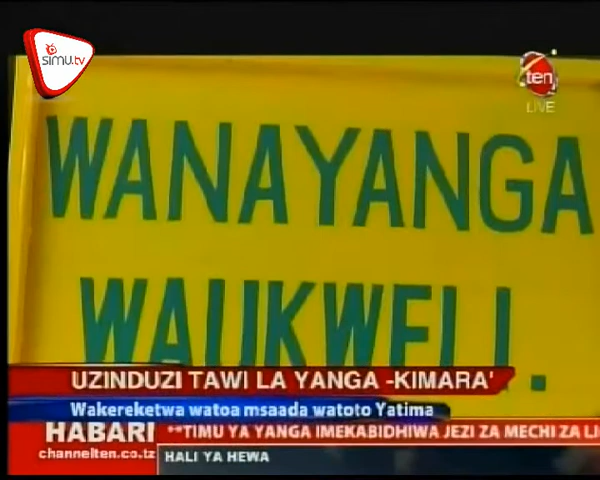 simu.tv
ten
LIVE
WANAYANGA
WAUKWELI.
UZINDUZI TAWI LA YANGA -KIMARA'
Wakereketwa watoa msaada watoto Yatima
HABARI
**TIMU YA YANGA IMEKABIDHIWA JEZI ZA MECHI ZA
channelten.co.tz
HALI YA HEWA